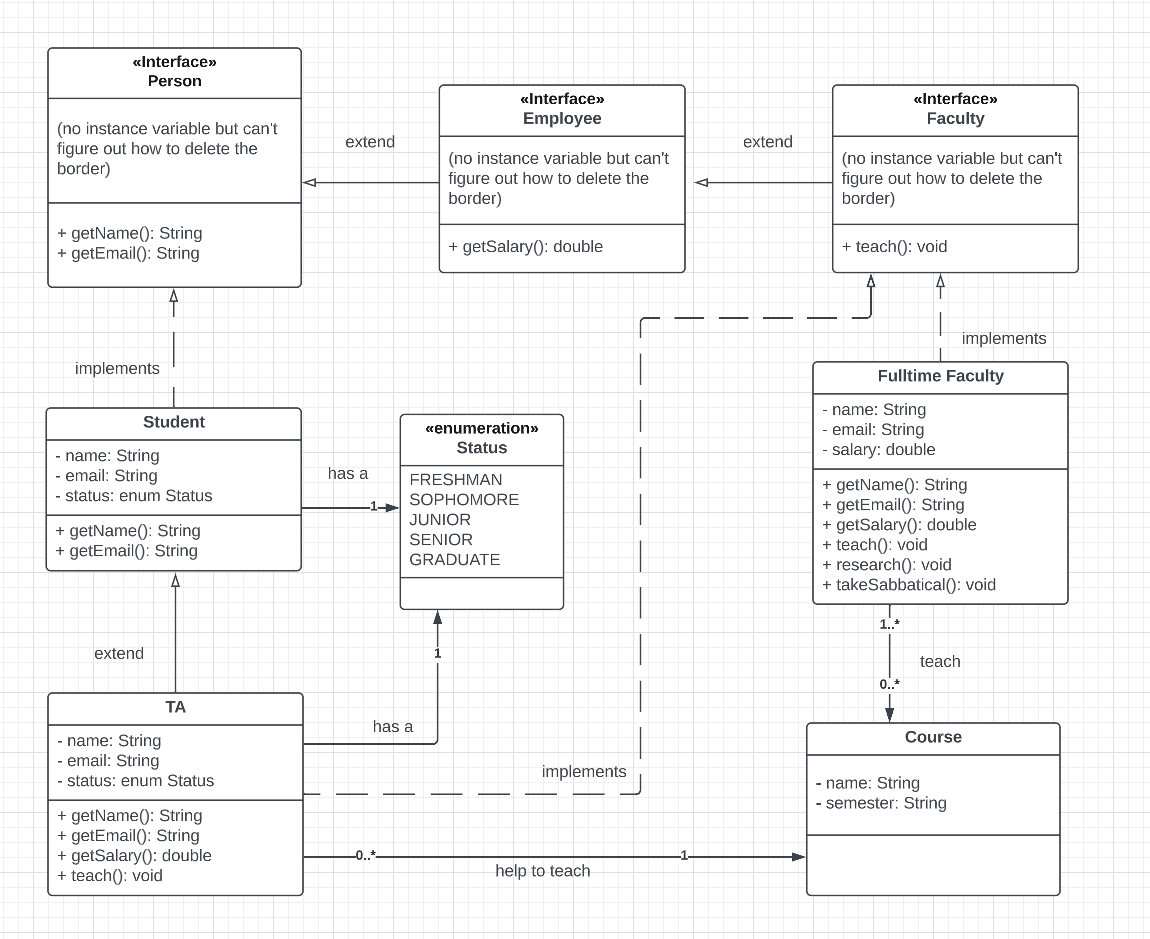 «Interface»
Person
(no instance variable but can't
figure out how to delete the
border)
+ getName(): String
+ getEmail(): String
extend
«Interface»
Employee
(no instance variable but can't
figure out how to delete the
border)
+ getSalary(): double
extend
«Interface»
Faculty
(no instance variable but can't
figure out how to delete the
border)
+ teach(): void
implements
implements
Student
- name: String
- email: String
- status: enum Status
+ getName(): String
+ getEmail(): String
has a
1
«enumeration»
Status
FRESHMAN
SOPHOMORE
JUNIOR
SENIOR
GRADUATE
Fulltime Faculty
- name: String
- email: String
- salary: double
+ getName(): String
+ getEmail(): String
+ getSalary(): double
+ teach(): void
+ research(): void
+ takeSabbatical(): void
1..*
teach
0..*
extend
1
has a
implements
TA
- name: String
- email: String
- status: enum Status
+ getName(): String
+ getEmail(): String
+ getSalary(): double
+ teach(): void
0..*
1
help to teach
Course
- name: String
- semester: String